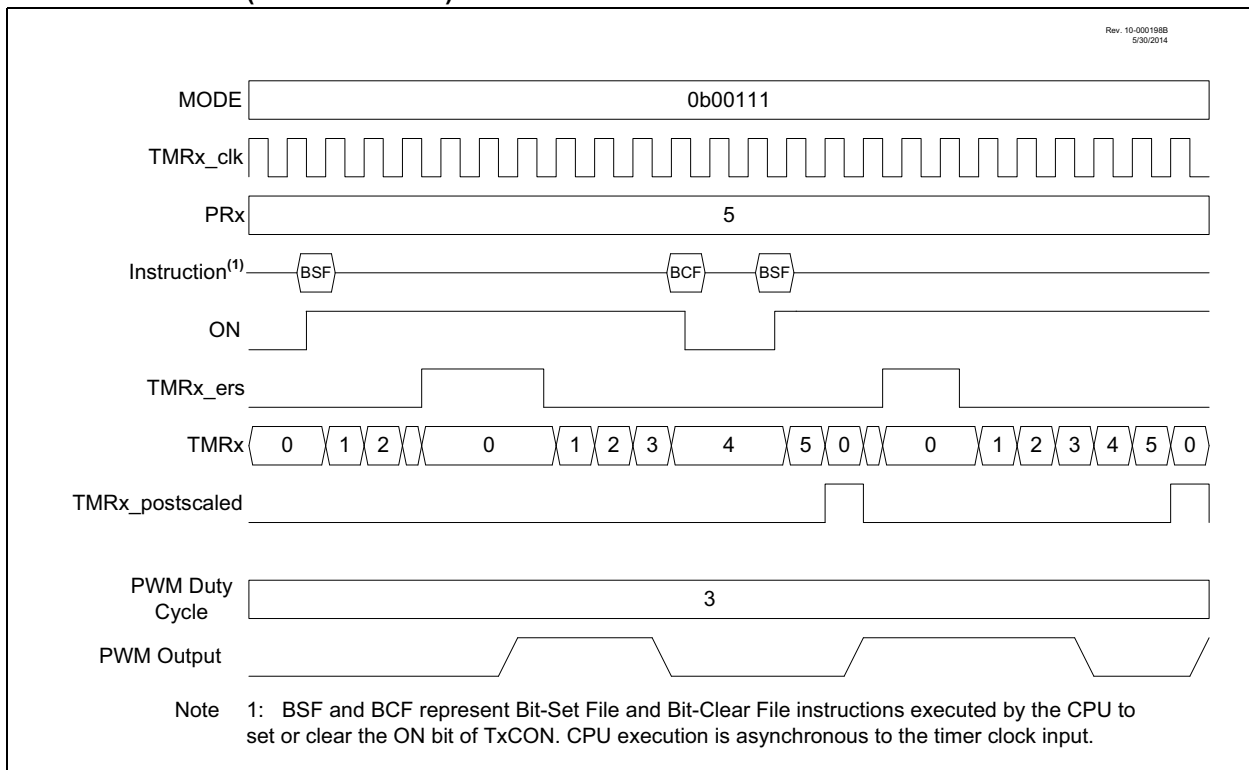 Rev. 10-000198B
5/30/2014
MODE 0b00111
TMRx_clk
PRx 5
Instruction(1) BSF BCF BSF
ON
TMRx_ers
TMRx 0 1 2 0 1 2 3 4 5 0 0 1 2 3 4 5 0
TMRx_postscaled
PWM Duty
Cycle 3
PWM Output
Note 1: BSF and BCF represent Bit-Set File and Bit-Clear File instructions executed by the CPU to
set or clear the ON bit of TxCON. CPU execution is asynchronous to the timer clock input.